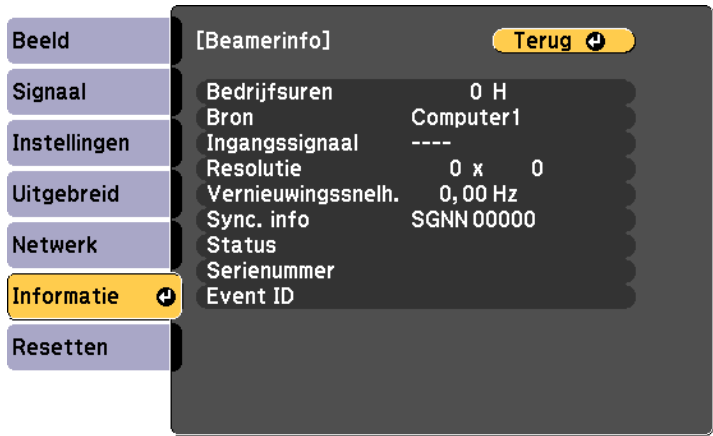 Beeld
Signaal
Instellingen
Uitgebreid
Netwerk
Informatie
Resetten
[Beamerinfo] Terug
Bedrijfsuren 0 H
Bron Computer1
Ingangssignaal ----
Resolutie 0 x 0
Vernieuwingssnelh. 0,00 Hz
Sync. info SGNN 00000
Status
Serienummer
Event ID